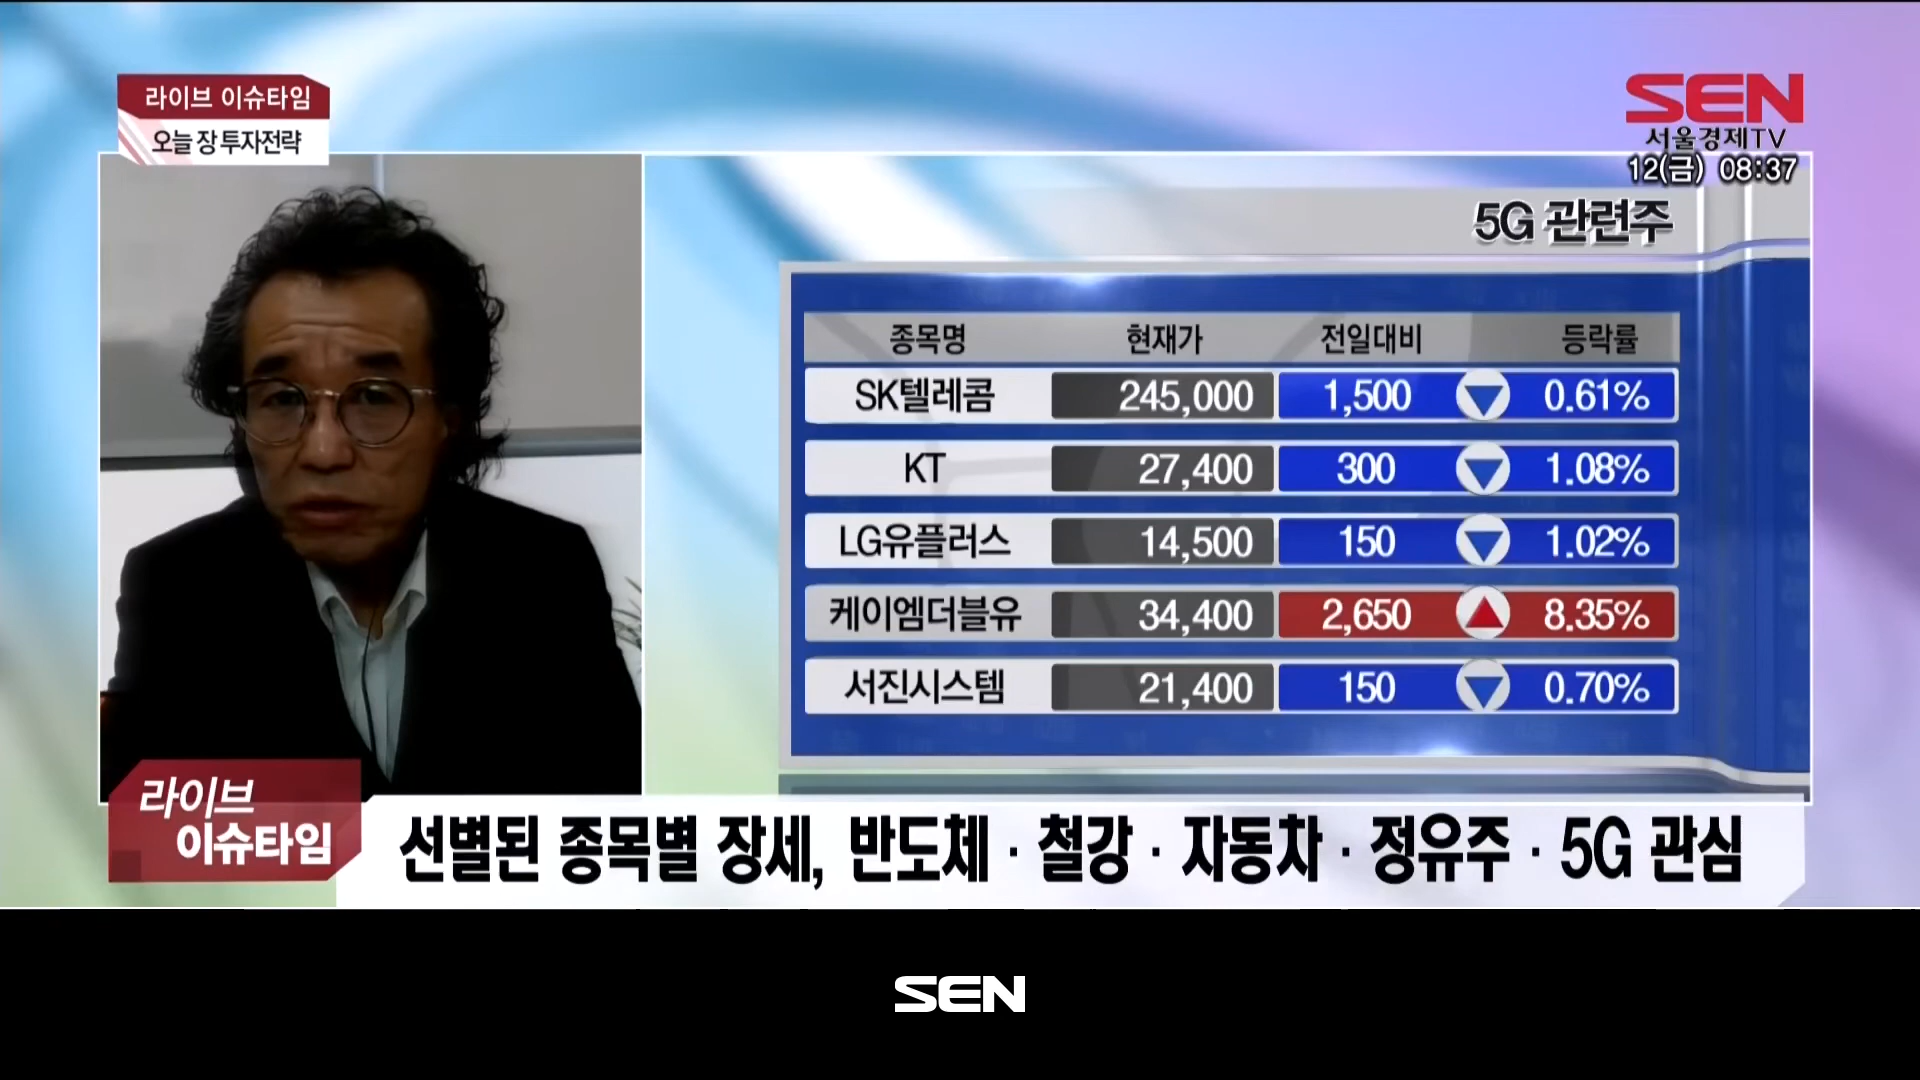 라이브 이슈타임
오늘 장 투자전략
SEN
서울경제TV
12(금) 08:37
5G 관련주
종목명 현재가 전일대비 등락률
SK텔레콤 245,000 1,500 ▼ 0.61%
KT 27,400 300 ▼ 1.08%
LG유플러스 14,500 150 ▼ 1.02%
케이엠더블유 34,400 2,650 ▲ 8.35%
서진시스템 21,400 150 ▼ 0.70%
라이브
이슈타임
선별된 종목별 장세, 반도체 · 철강 · 자동차 · 정유주 · 5G 관심
SEN